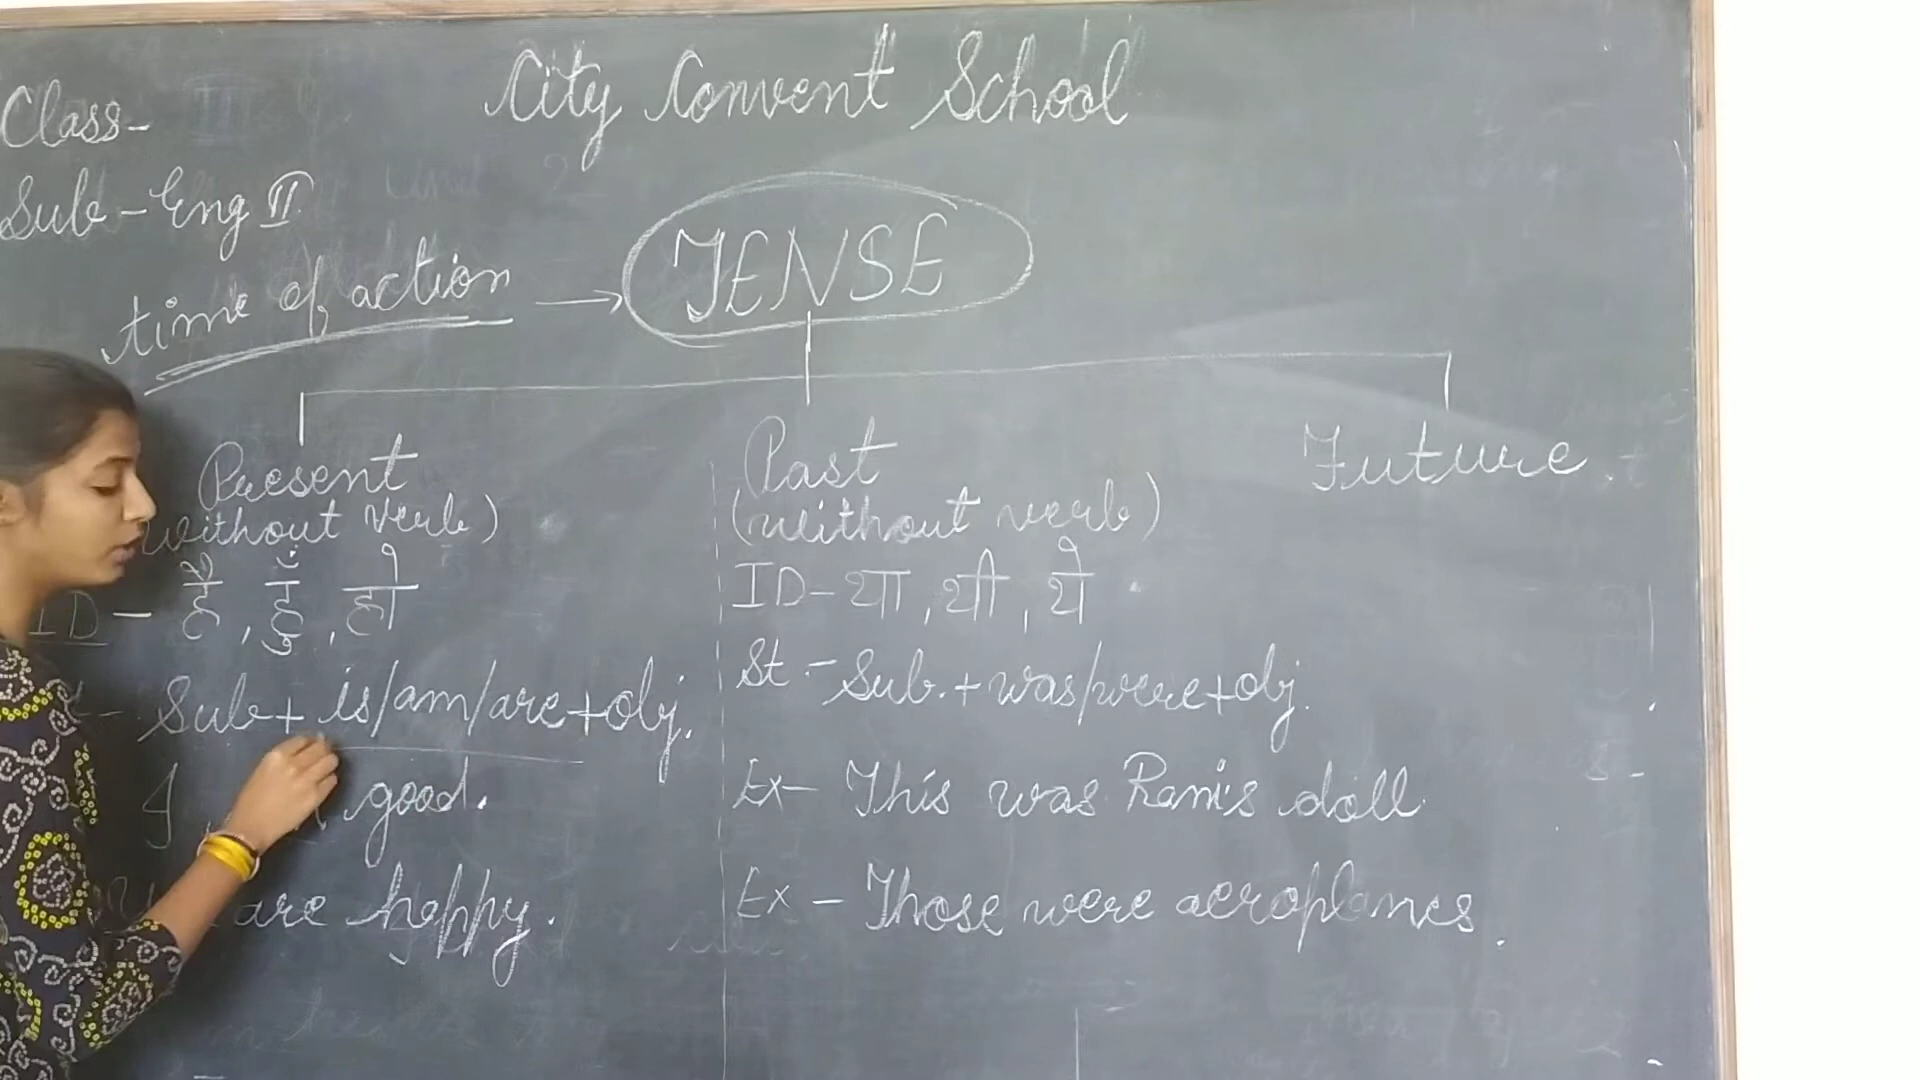 City Convent School
Class-
Sub-Eng II
time of action → TENSE
Present
without verb)
ID- है, हूँ, हो
Sub+ is/am/are+obj.
I good.
are happy.
Past
(without verb)
ID- था, थी, थे
St.- Sub.+was/were+obj.
Ex- This was Rani's doll
Ex- Those were aeroplanes.
Future